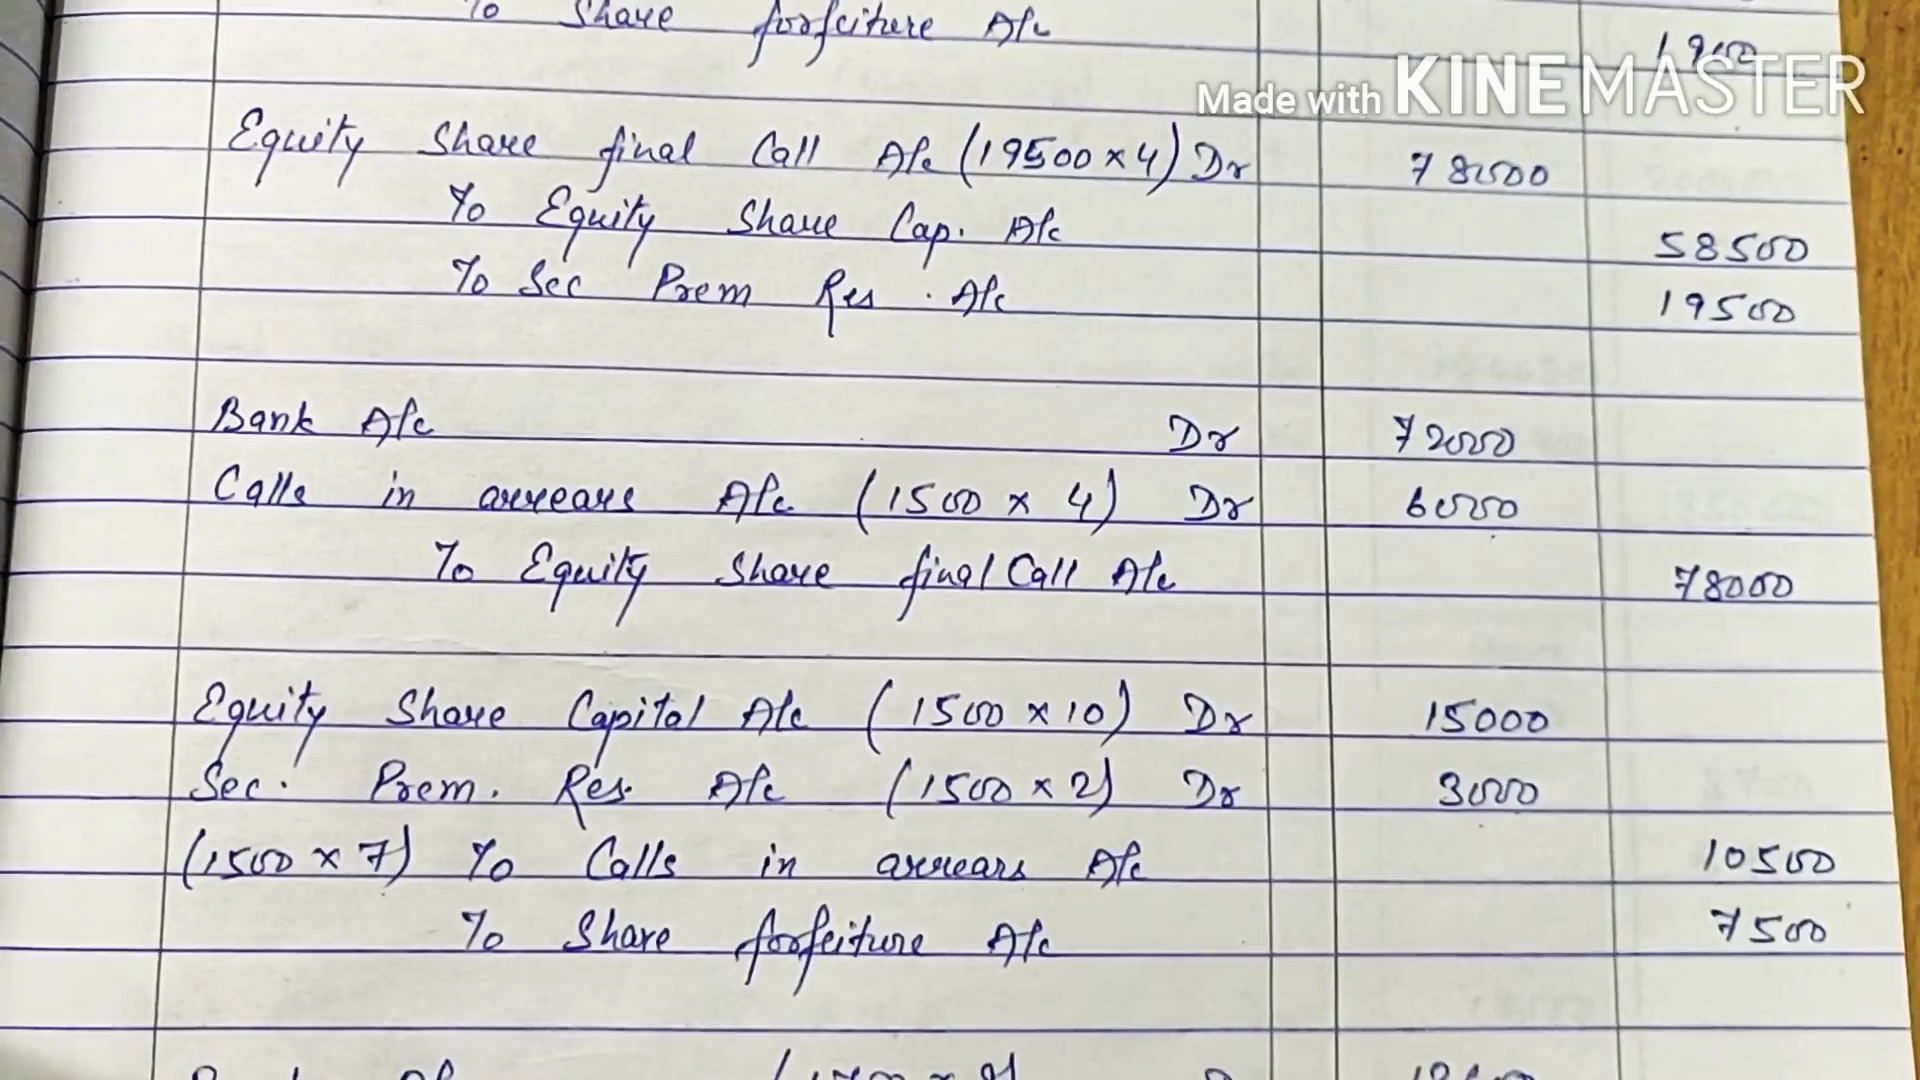 To Share forfeiture A/c
Made with KINEMASTER
Equity Share final Call A/c (19500 × 4) Dr 78000
To Equity Share Cap. A/c 58500
To Sec Prem Res. A/c 19500
Bank A/c Dr 72000
Calls in arrears A/c (1500 × 4) Dr 6000
To Equity Share final Call A/c 78000
Equity Share Capital A/c (1500 × 10) Dr 15000
Sec. Prem. Res. A/c (1500 × 2) Dr 3000
(1500 × 7) To Calls in arrears A/c 10500
To Share forfeiture A/c 7500